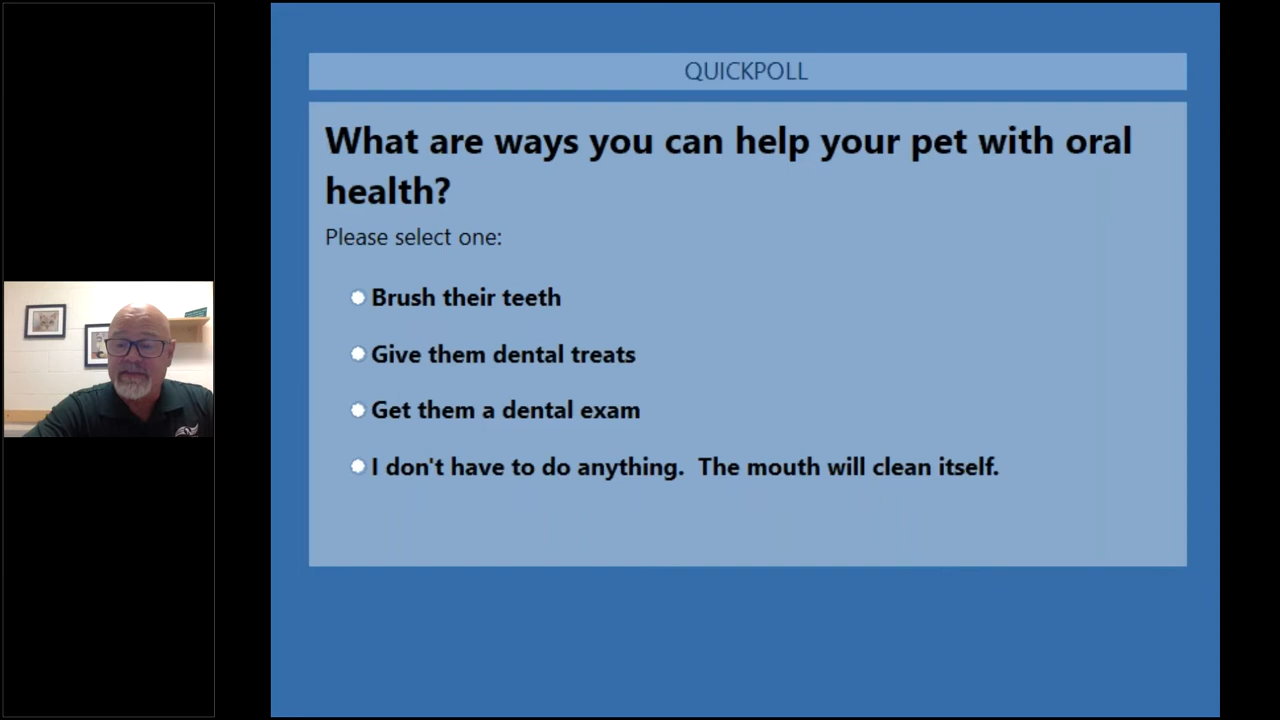 QUICKPOLL
What are ways you can help your pet with oral
health?
Please select one:
Brush their teeth
Give them dental treats
Get them a dental exam
I don't have to do anything.  The mouth will clean itself.